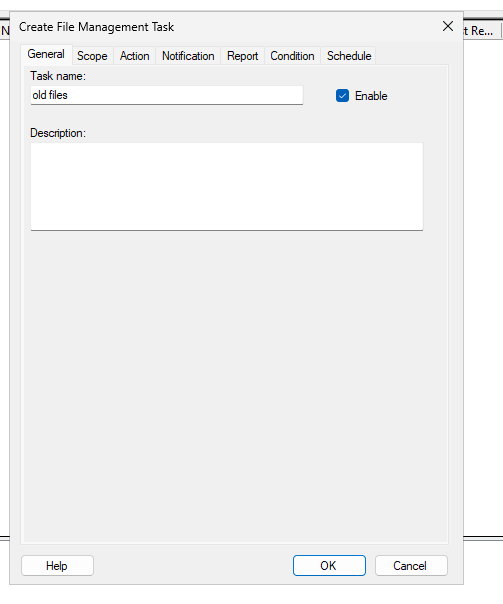 Create File Management Task
N
t Re...
General Scope Action Notification Report Condition Schedule
Task name:
old files
Enable
Description:
Help OK Cancel